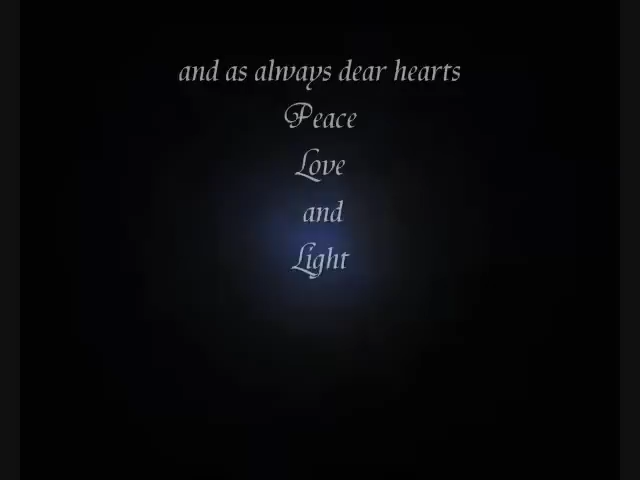 and as always dear hearts
Peace
Love
and
Light